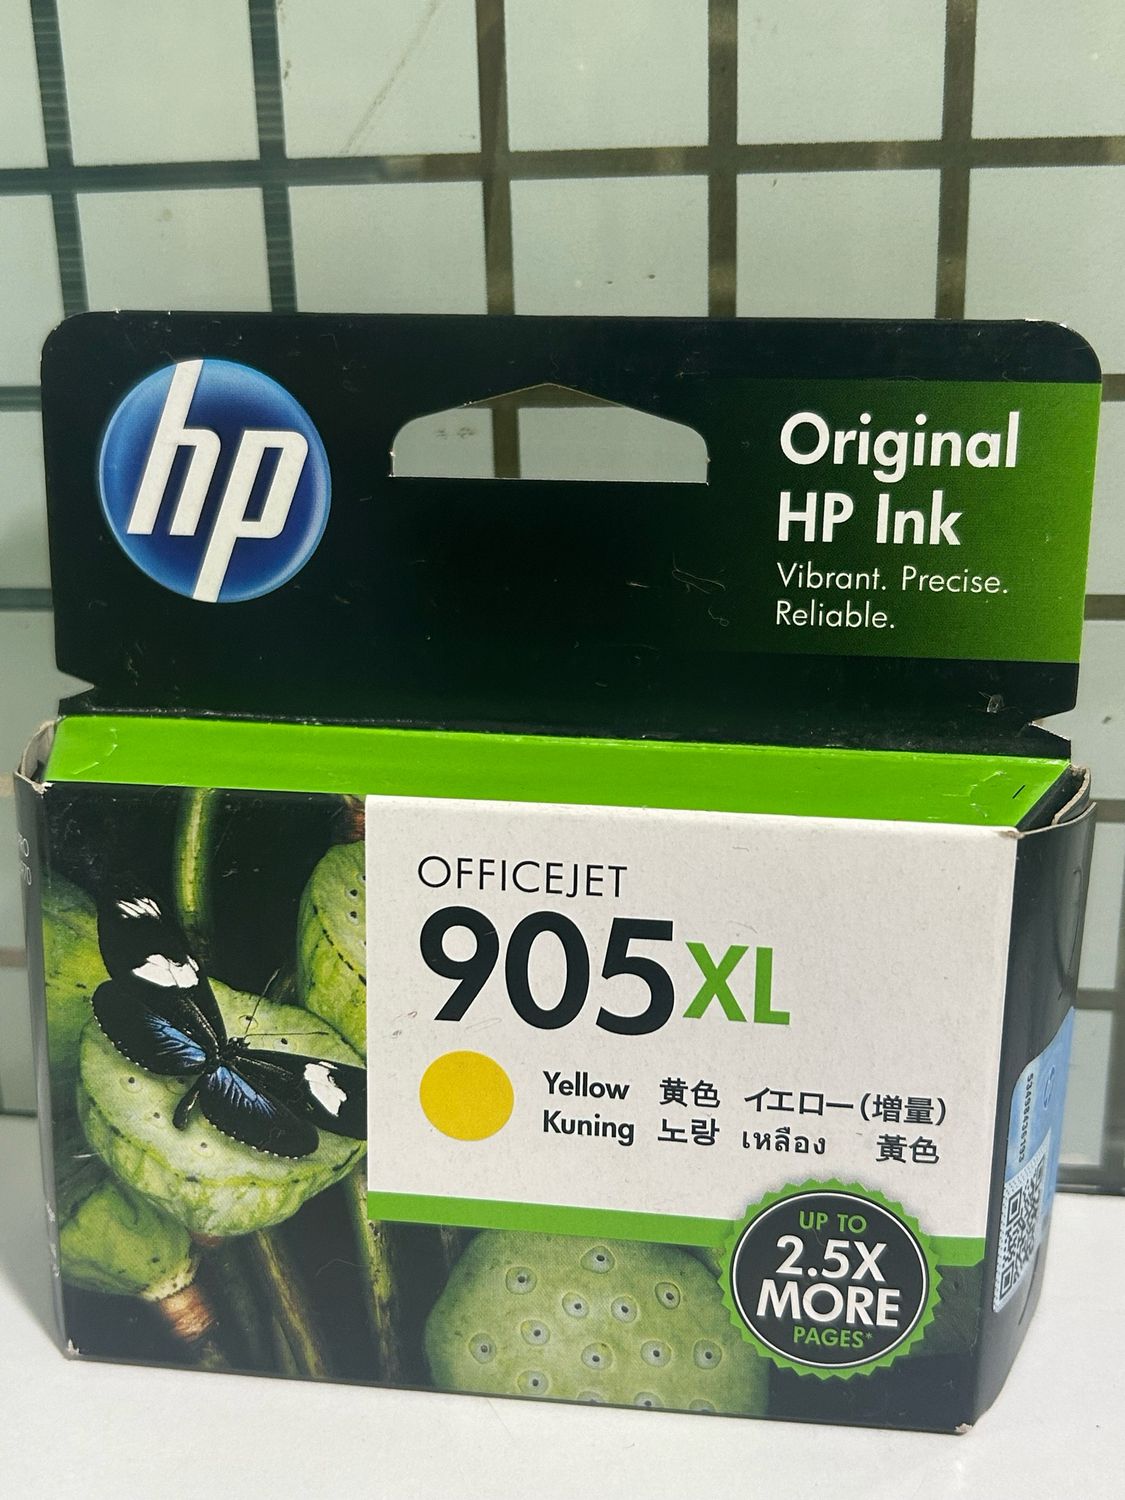 hp
Original
HP Ink
Vibrant. Precise.
Reliable.
OFFICEJET
905XL
Yellow 黄色 イエロー(増量)
Kuning 노랑 เหลือง 黃色
UP TO
2.5X
MORE
PAGES*